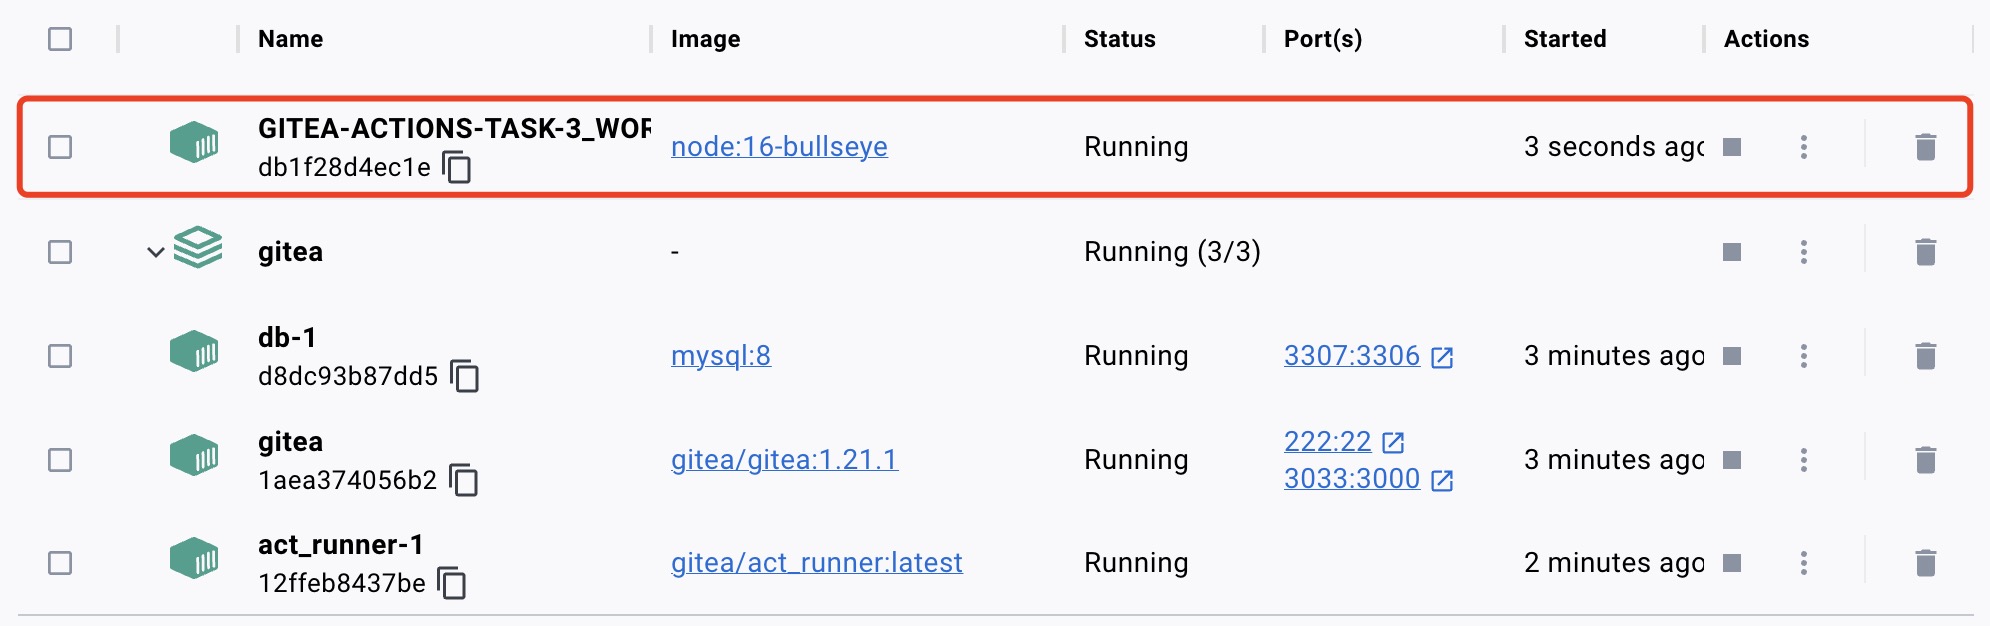 Name Image Status Port(s) Started Actions
GITEA-ACTIONS-TASK-3_WOR
db1f28d4ec1e node:16-bullseye Running 3 seconds ago
gitea - Running (3/3)
db-1
d8dc93b87dd5 mysql:8 Running 3307:3306 3 minutes ago
gitea
1aea374056b2 gitea/gitea:1.21.1 Running 222:22 3033:3000 3 minutes ago
act_runner-1
12ffeb8437be gitea/act_runner:latest Running 2 minutes ago